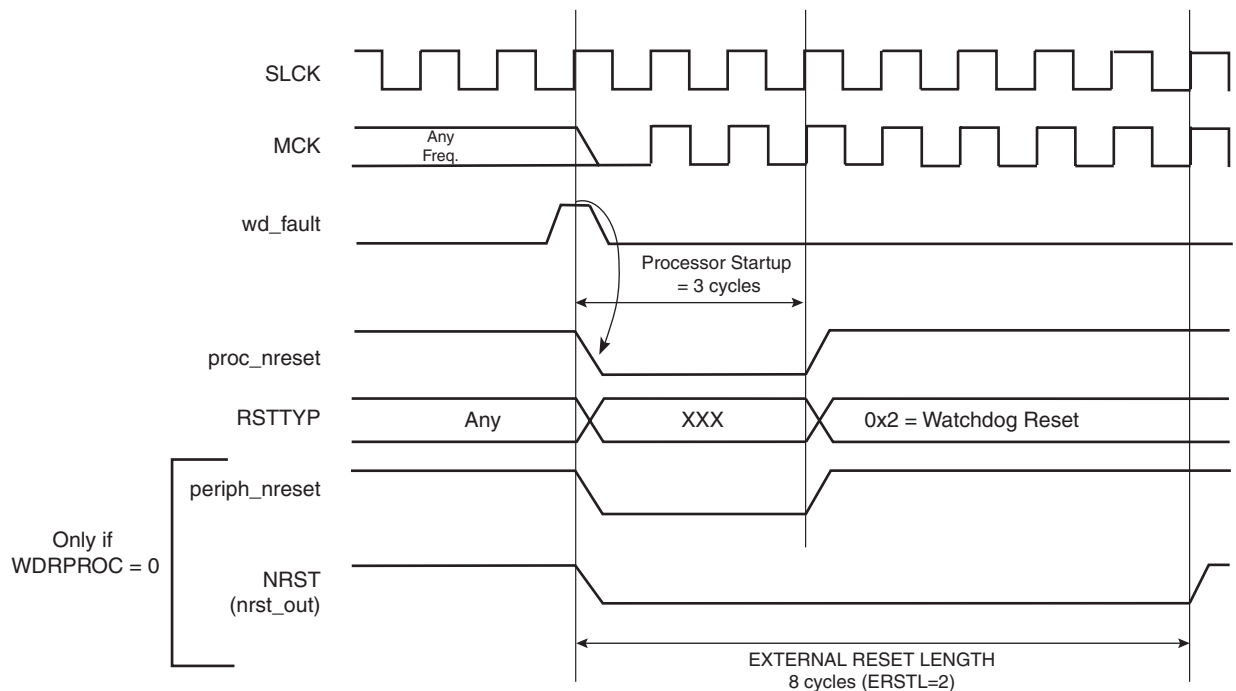 SLCK
MCK
Any
Freq.
wd_fault
Processor Startup
= 3 cycles
proc_nreset
RSTTYP
Any
XXX
0x2 = Watchdog Reset
periph_nreset
Only if
WDRPROC = 0
NRST
(nrst_out)
EXTERNAL RESET LENGTH
8 cycles (ERSTL=2)